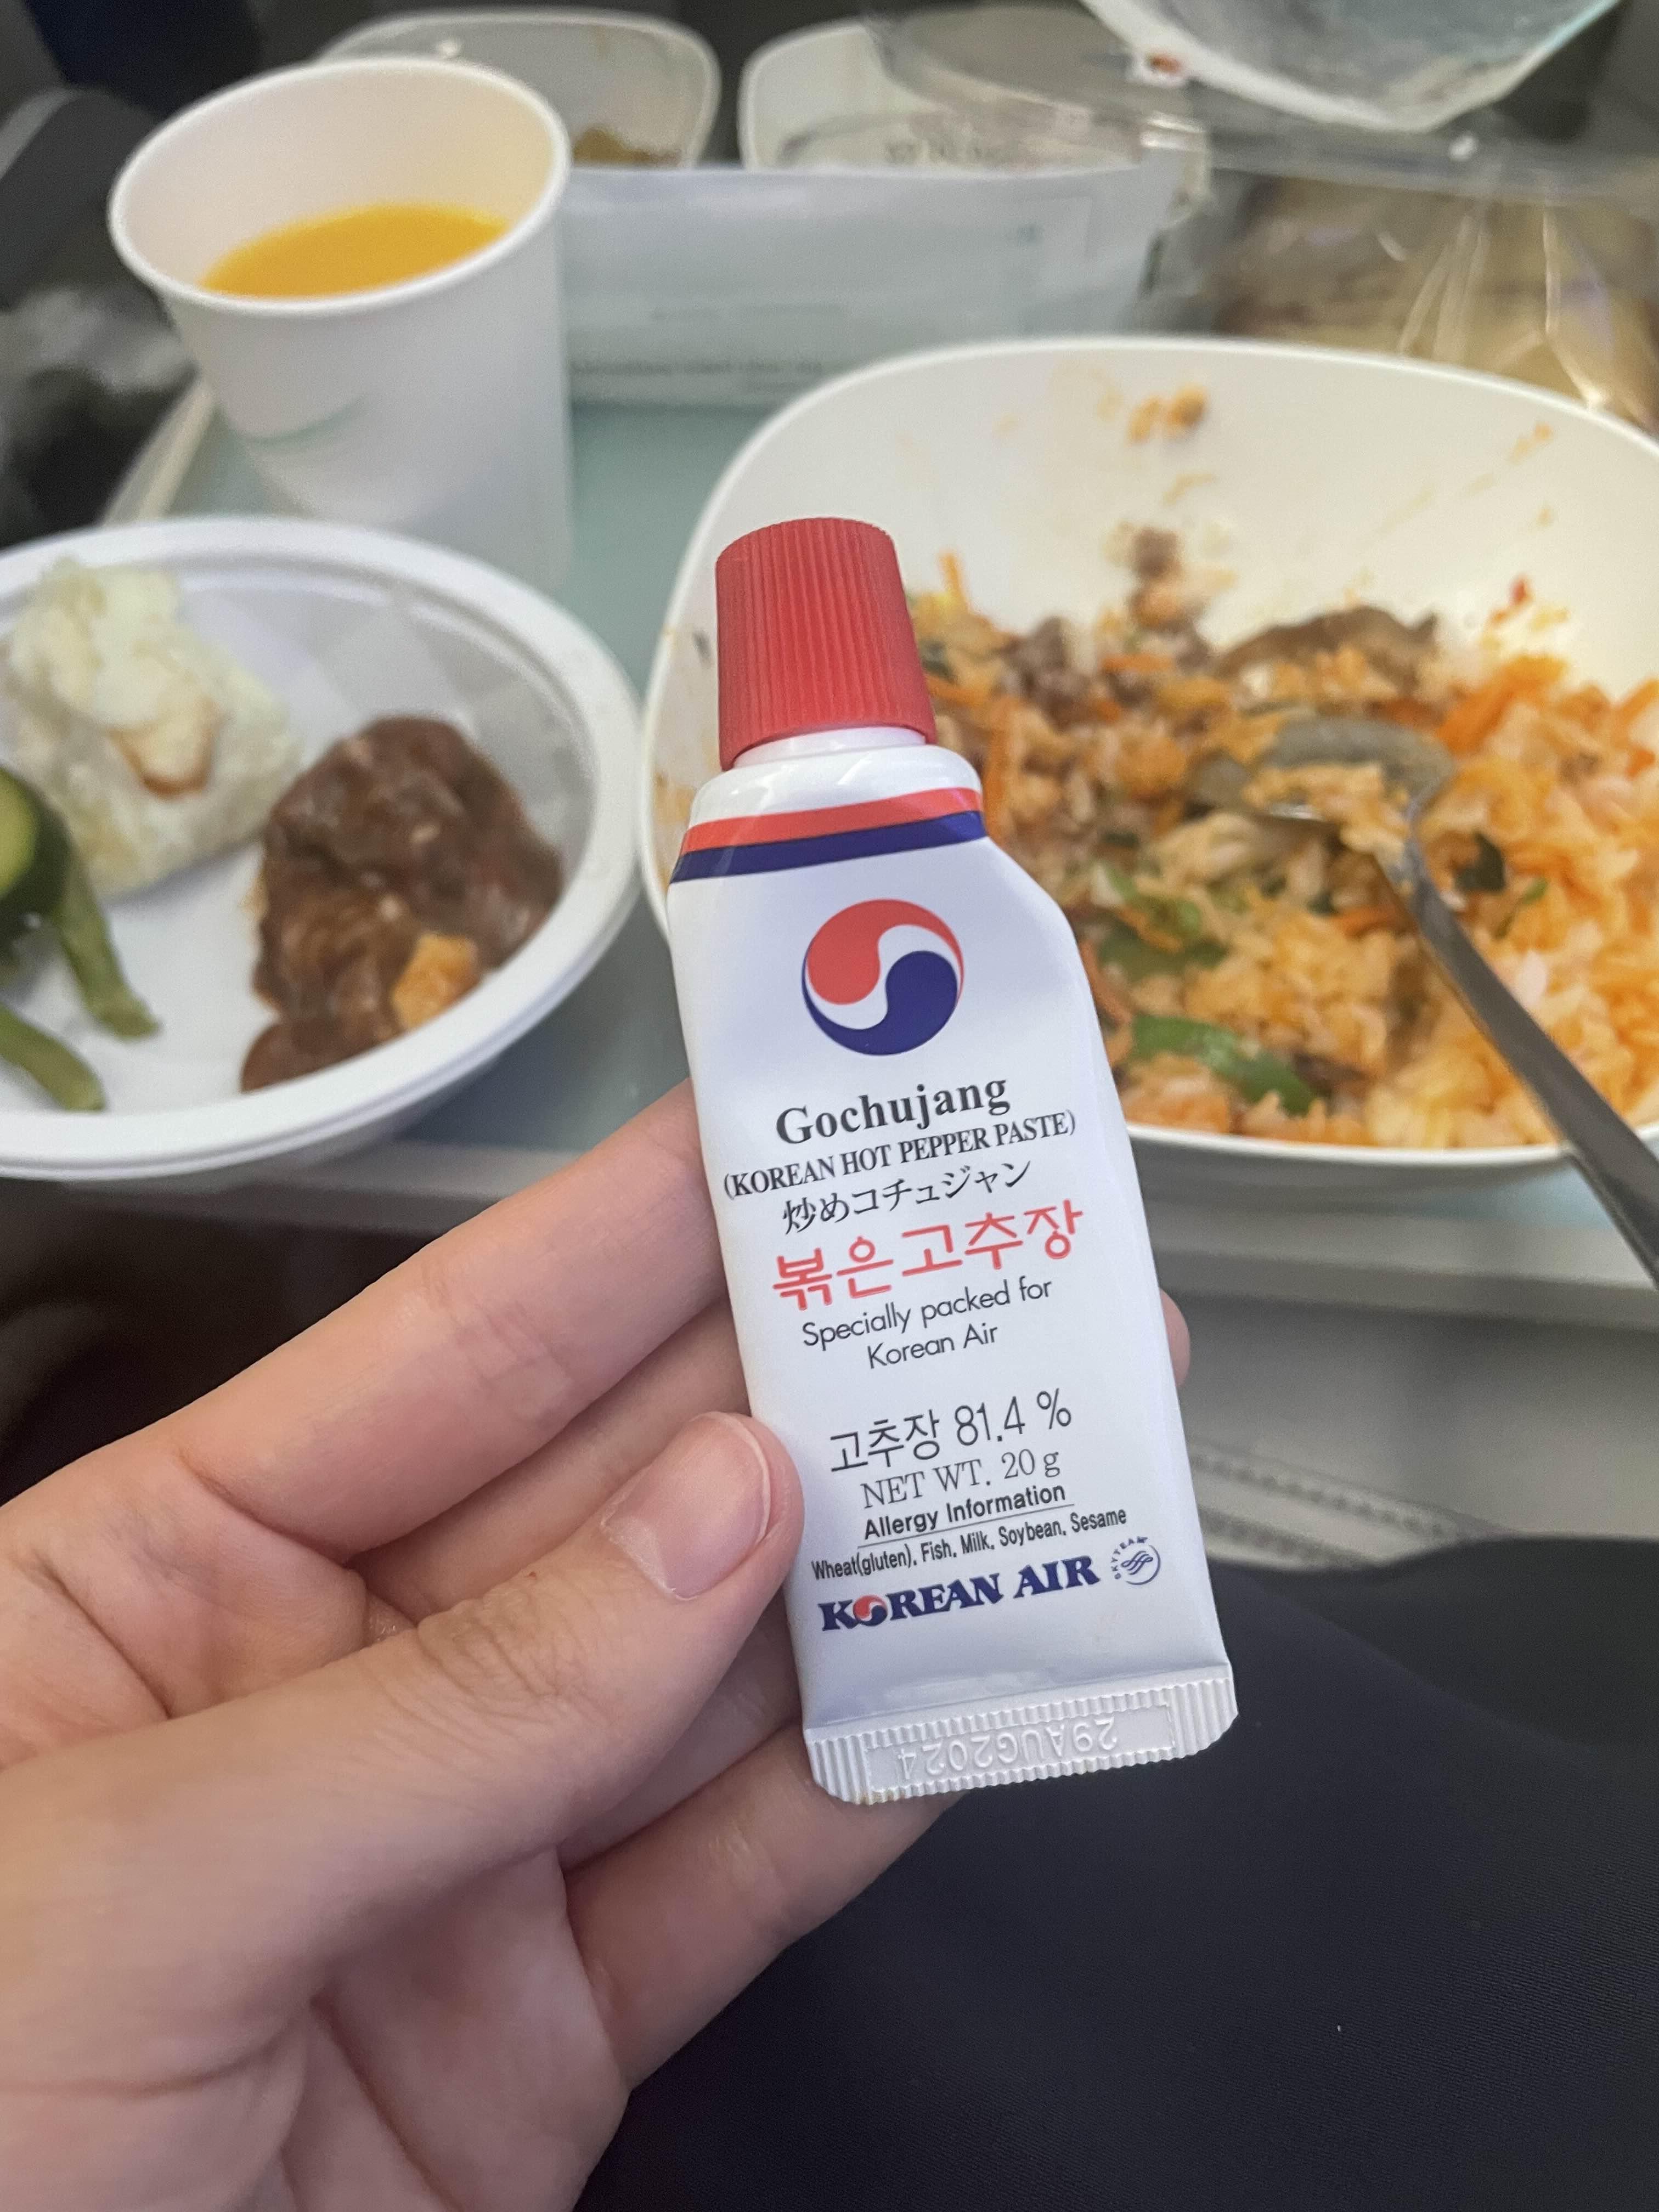 Gochujang
(KOREAN HOT PEPPER PASTE)
炒めコチュジャン
볶은고추장
Specially packed for
Korean Air
고추장 81.4 %
NET WT. 20 g
Allergy Information
Wheat(gluten), Fish, Milk, Soybean, Sesame
KOREAN AIR SKYTEAM
29AUG2024